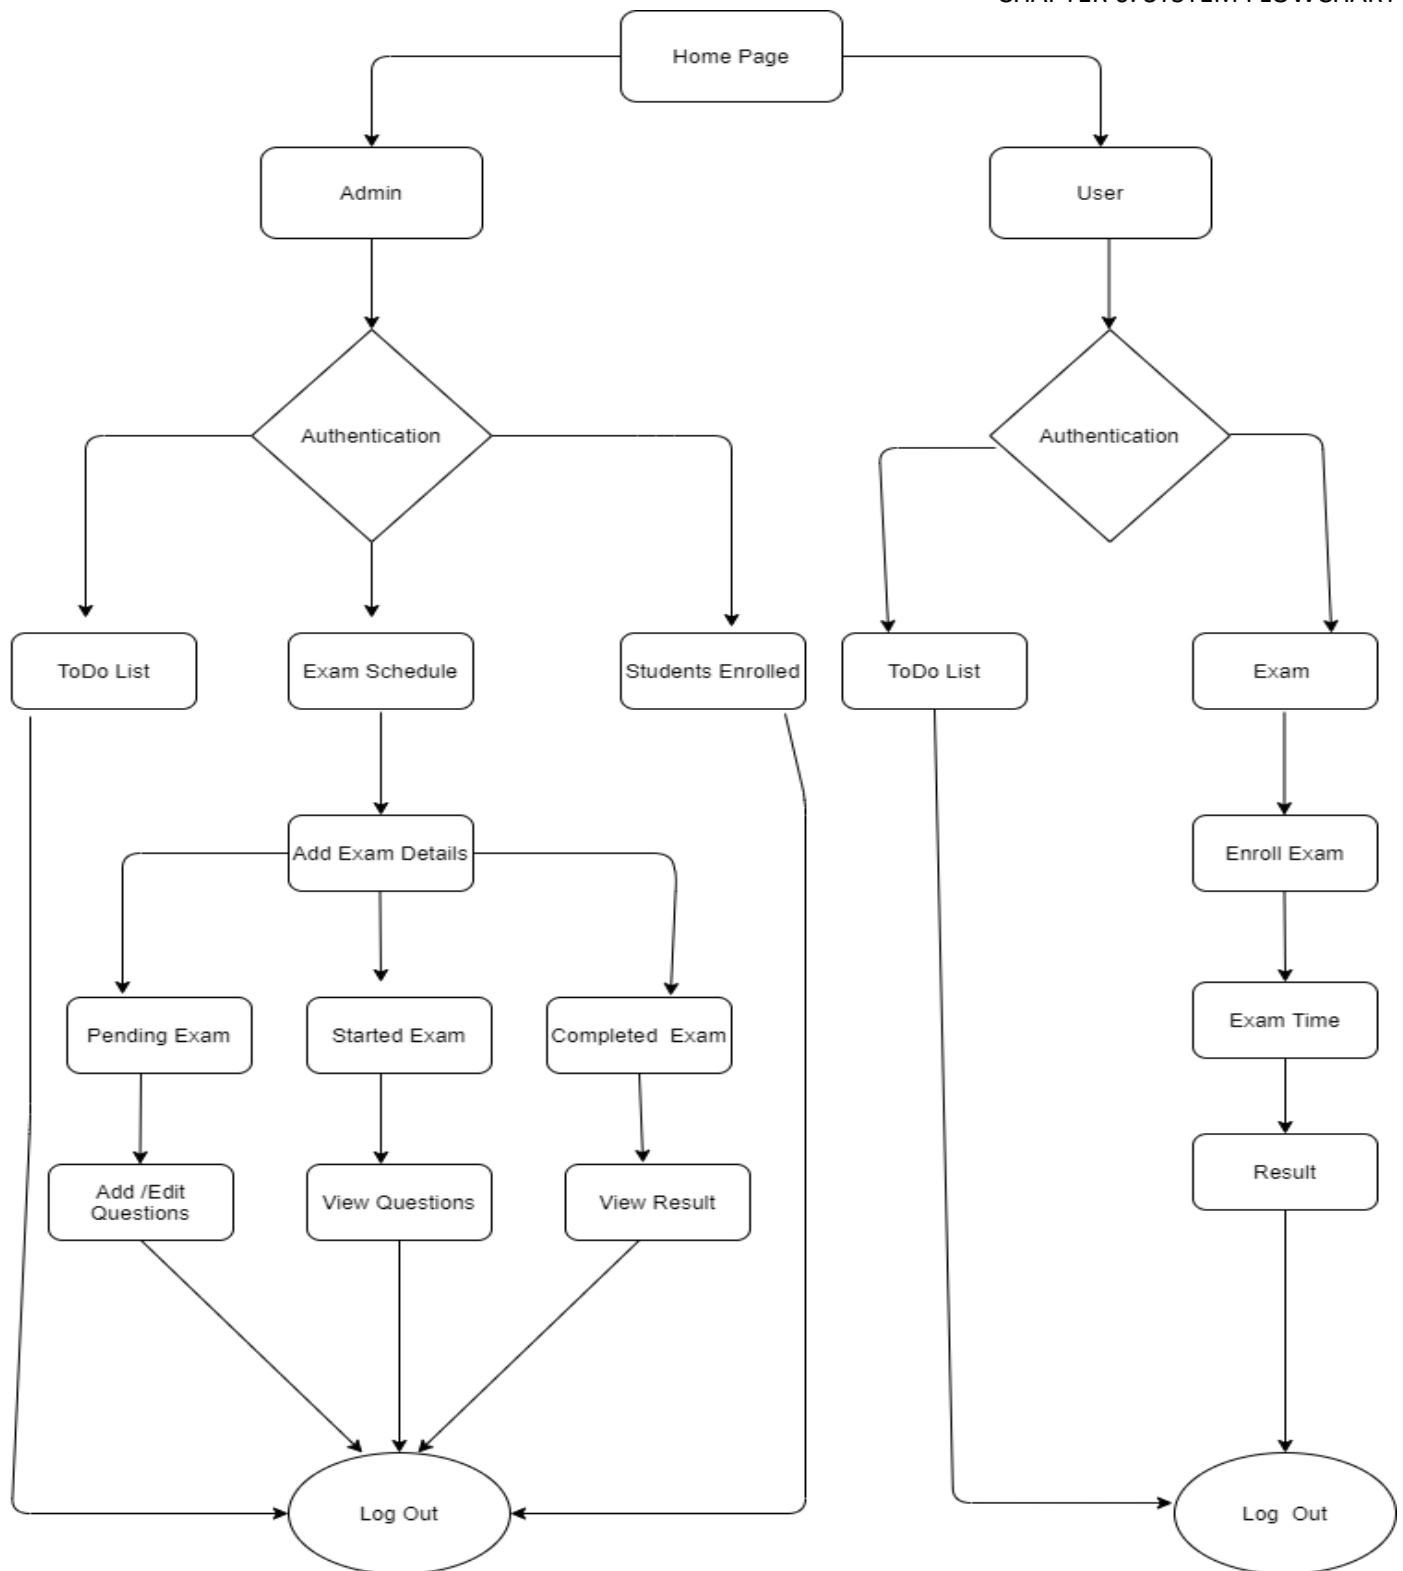 Home Page
Admin
User
Authentication
Authentication
ToDo List
Exam Schedule
Students Enrolled
ToDo List
Exam
Add Exam Details
Enroll Exam
Pending Exam
Started Exam
Completed  Exam
Exam Time
Add /Edit
Questions
View Questions
View Result
Result
Log Out
Log  Out